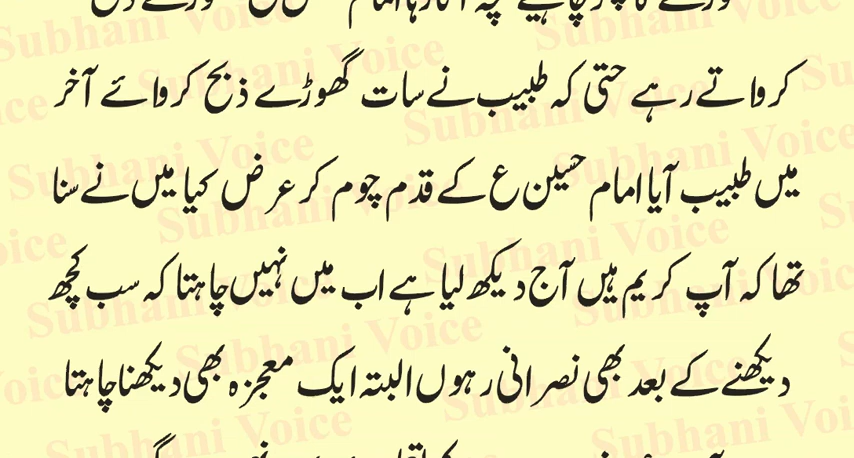 کرواتے رہے حتی کہ طبیب نے سات گھوڑے ذبح کروائے آخر
میں طبیب آیا امام حسین ع کے قدم چوم کر عرض کیا میں نے سنا
تھا کہ آپ کریم ہیں آج دیکھ لیا ہے اب میں نہیں چاہتا کہ سب کچھ
دیکھنے کے بعد بھی نصرانی رہوں البتہ ایک معجزہ بھی دیکھنا چاہتا
Subhani Voice